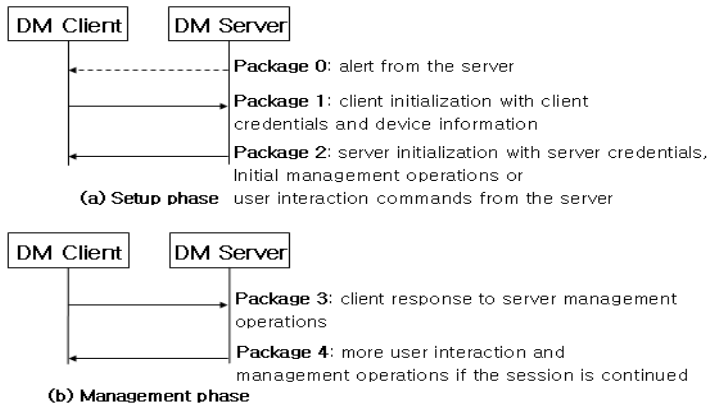 DM Client DM Server
Package 0: alert from the server
Package 1: client initialization with client
credentials and device information
Package 2: server initialization with server credentials,
Initial management operations or
(a) Setup phase user interaction commands from the server
DM Client DM Server
Package 3: client response to server management
operations
Package 4: more user interaction and
management operations if the session is continued
(b) Management phase